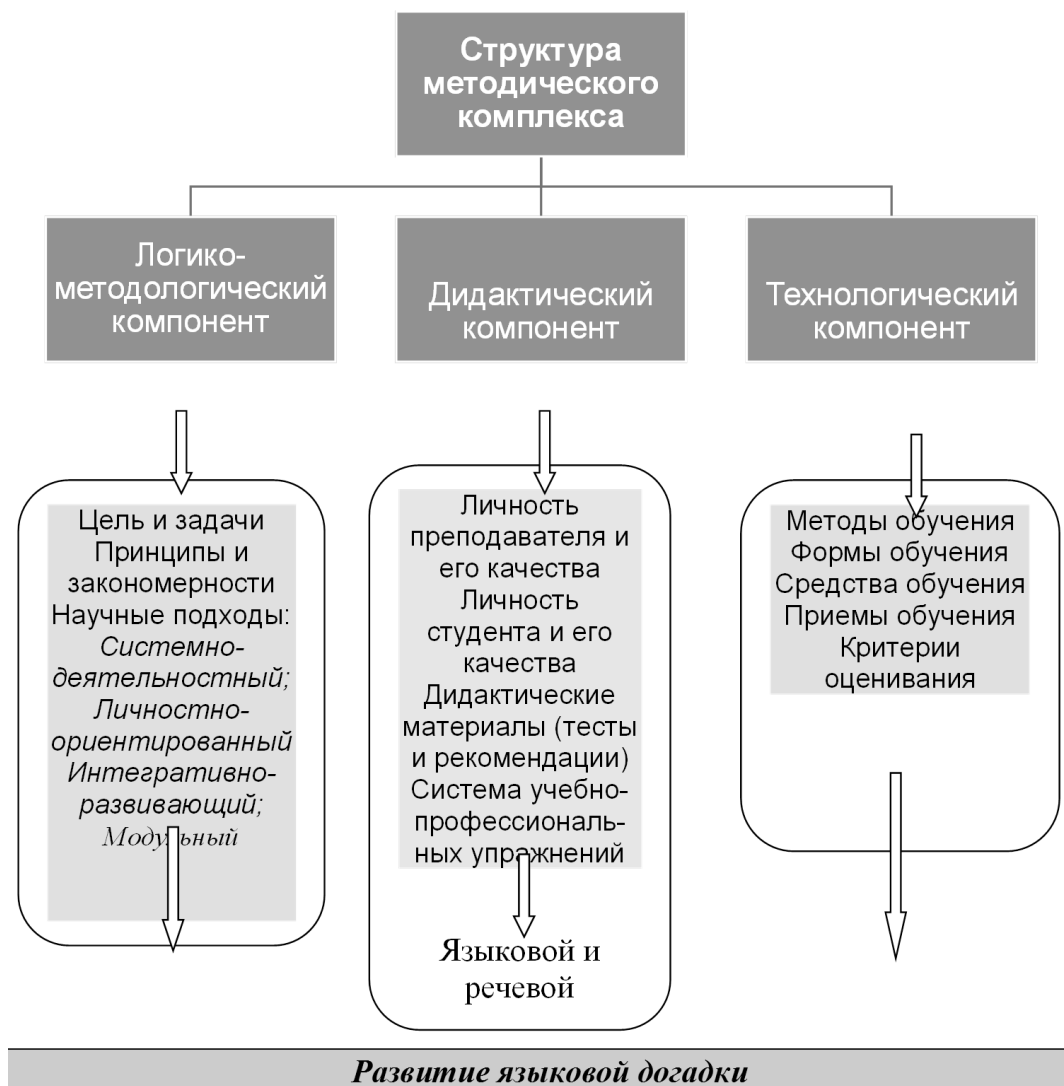 Структура
методического
комплекса
Логико-
методологический
компонент
Дидактический
компонент
Технологический
компонент
Цель и задачи
Принципы и
закономерности
Научные подходы:
Системно-
деятельностный;
Личностно-
ориентированный
Интегративно-
развивающий;
Модульный
Личность
преподавателя и
его качества
Личность
студента и его
качества
Дидактические
материалы (тесты
и рекомендации)
Система учебно-
профессиональ-
ных упражнений
Языковой и
речевой
Методы обучения
Формы обучения
Средства обучения
Приемы обучения
Критерии
оценивания
Развитие языковой догадки